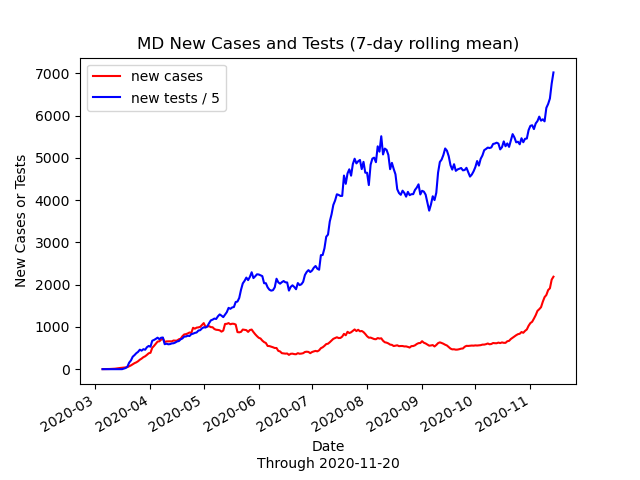 MD New Cases and Tests (7-day rolling mean)
new cases
new tests / 5
7000
6000
5000
4000
3000
2000
1000
0
New Cases or Tests
2020-03
2020-04
2020-05
2020-06
2020-07
2020-08
2020-09
2020-10
2020-11
Date
Through 2020-11-20